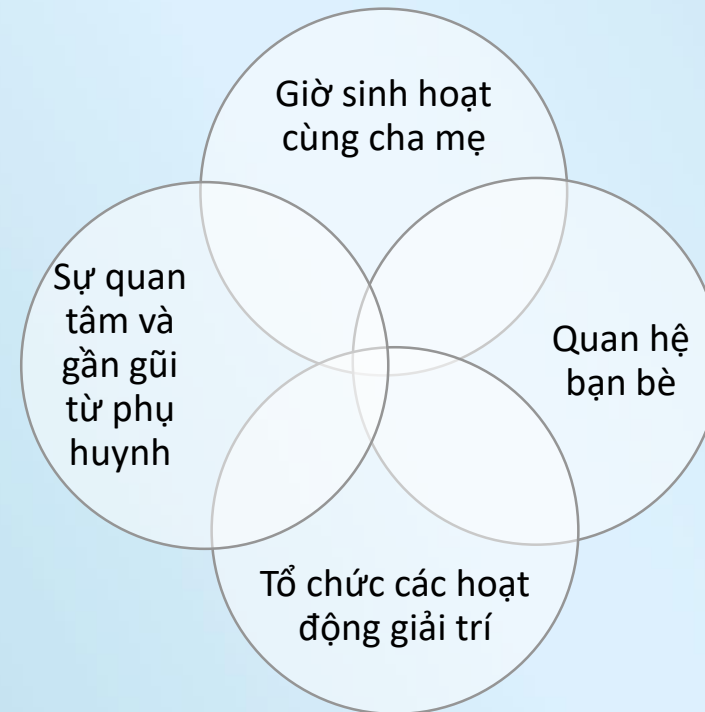 Giờ sinh hoạt
cùng cha mẹ
Sự quan
tâm và
gần gũi
từ phụ
huynh
Quan hệ
bạn bè
Tổ chức các hoạt
động giải trí